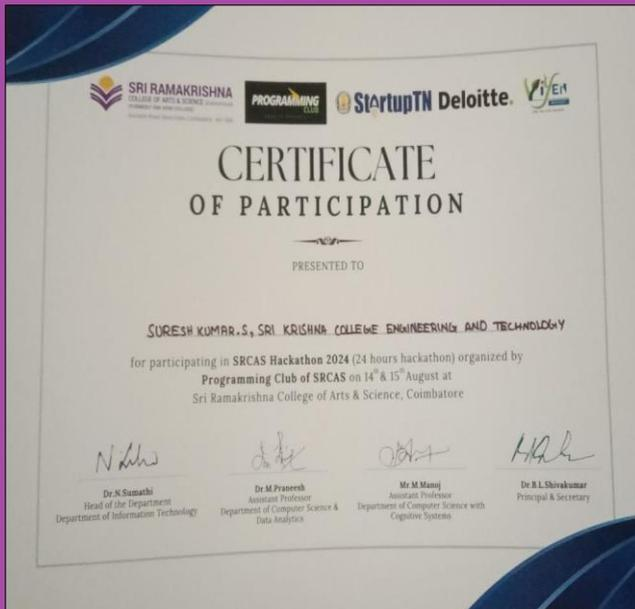 SRI RAMAKRISHNA
COLLEGE OF ARTS & SCIENCE
PROGRAMMING
CLUB
StartupTN
Deloitte.
CERTIFICATE
OF PARTICIPATION
PRESENTED TO
SURESH KUMAR.S, SRI KRISHNA COLLEGE ENGINEERING AND TECHNOLOGY
for participating in SRCAS Hackathon 2024 (24 hours hackathon) organized by
Programming Club of SRCAS on 14th & 15th August at
Sri Ramakrishna College of Arts & Science, Coimbatore
Dr.N.Sumathi
Head of the Department
Department of Information Technology
Dr.M.Praneesh
Assistant Professor
Department of Computer Science &
Data Analytics
Mr.M.Manoj
Assistant Professor
Department of Computer Science with
Cognitive Systems
Dr.B.L.Shivakumar
Principal & Secretary